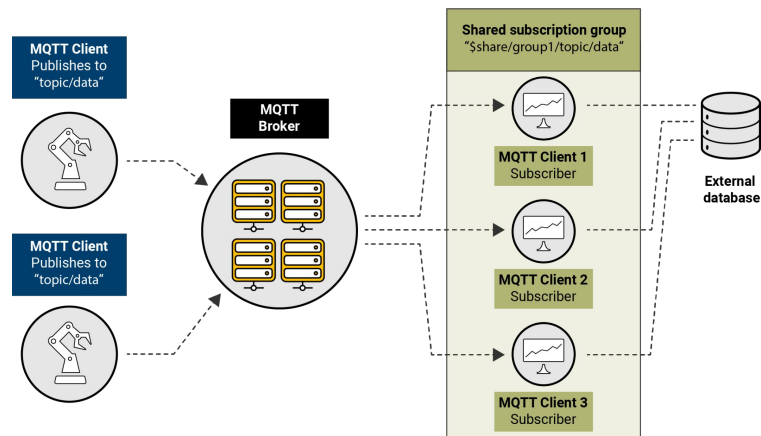 MQTT Client
Publishes to
“topic/data”
MQTT Client
Publishes to
“topic/data”
MQTT
Broker
Shared subscription group
“$share/group1/topic/data”
MQTT Client 1
Subscriber
MQTT Client 2
Subscriber
MQTT Client 3
Subscriber
External
database